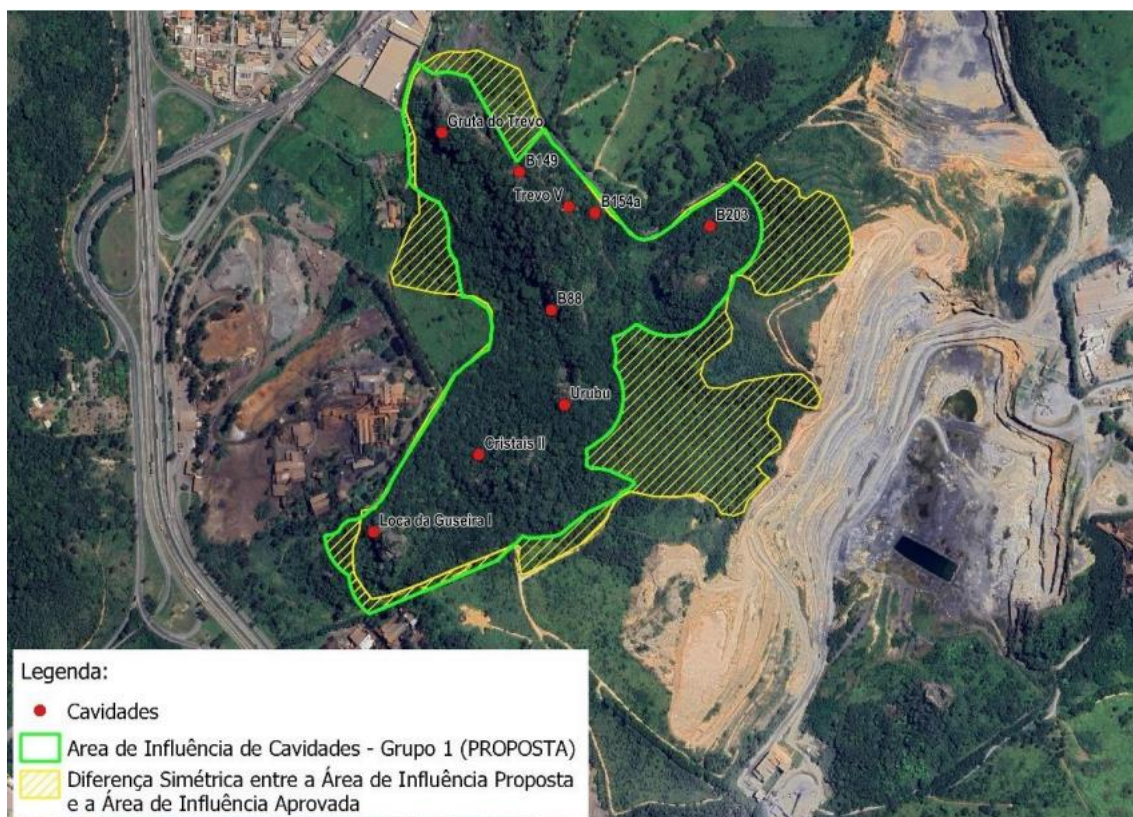 Gruta do Trevo
B149
Trevo V
B154a
B203
B88
Urubu
Cristais II
Loca da Guseira I
Legenda:
Cavidades
Area de Influência de Cavidades - Grupo 1 (PROPOSTA)
Diferença Simétrica entre a Área de Influência Proposta
e a Área de Influência Aprovada